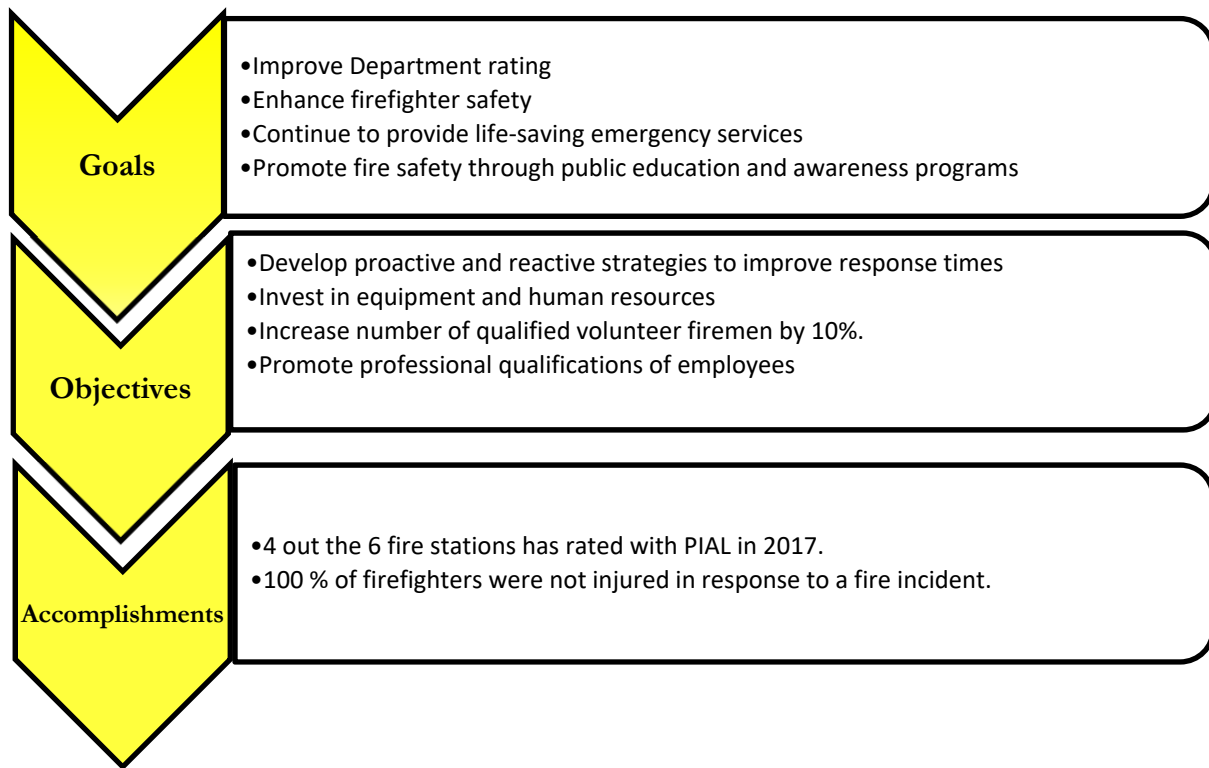 Goals
•Improve Department rating
•Enhance firefighter safety
•Continue to provide life-saving emergency services
•Promote fire safety through public education and awareness programs
Objectives
•Develop proactive and reactive strategies to improve response times
•Invest in equipment and human resources
•Increase number of qualified volunteer firemen by 10%.
•Promote professional qualifications of employees
Accomplishments
•4 out the 6 fire stations has rated with PIAL in 2017.
•100 % of firefighters were not injured in response to a fire incident.